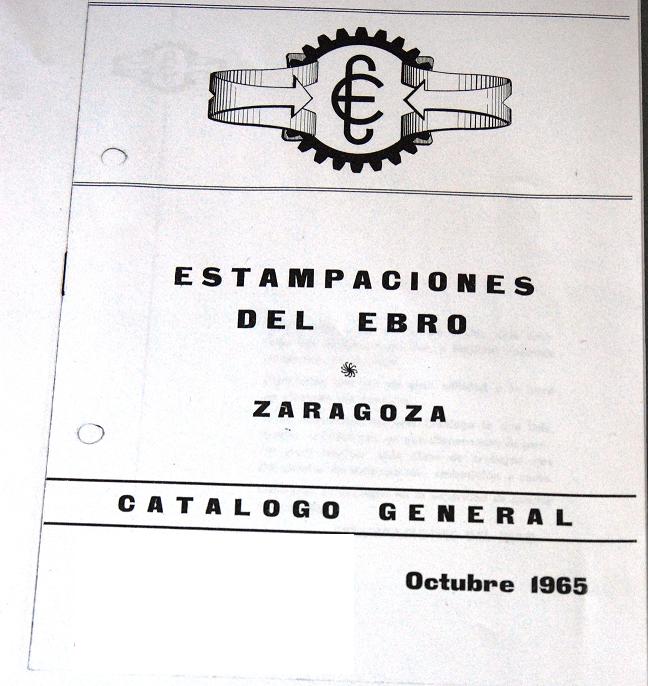 ESTAMPACIONES
DEL EBRO
ZARAGOZA
CATALOGO GENERAL
Octubre 1965